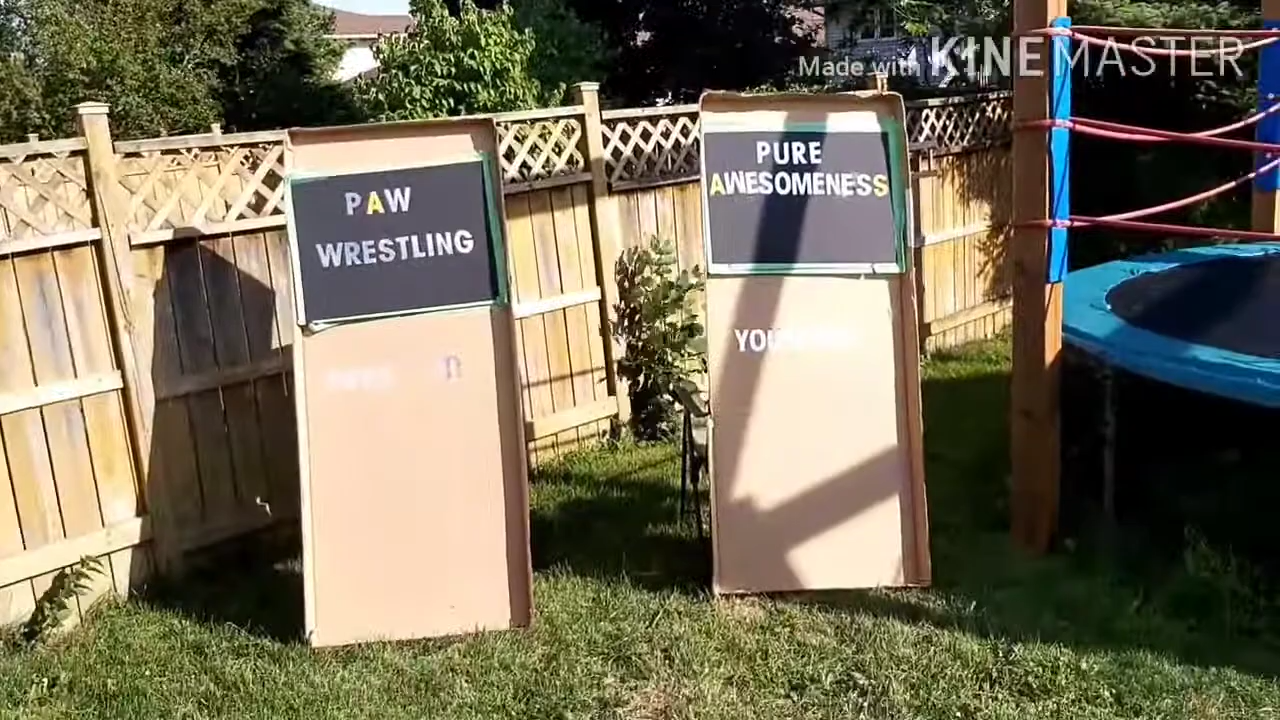 Made with KINEMASTER
PAW
WRESTLING
PURE
AWESOMENESS